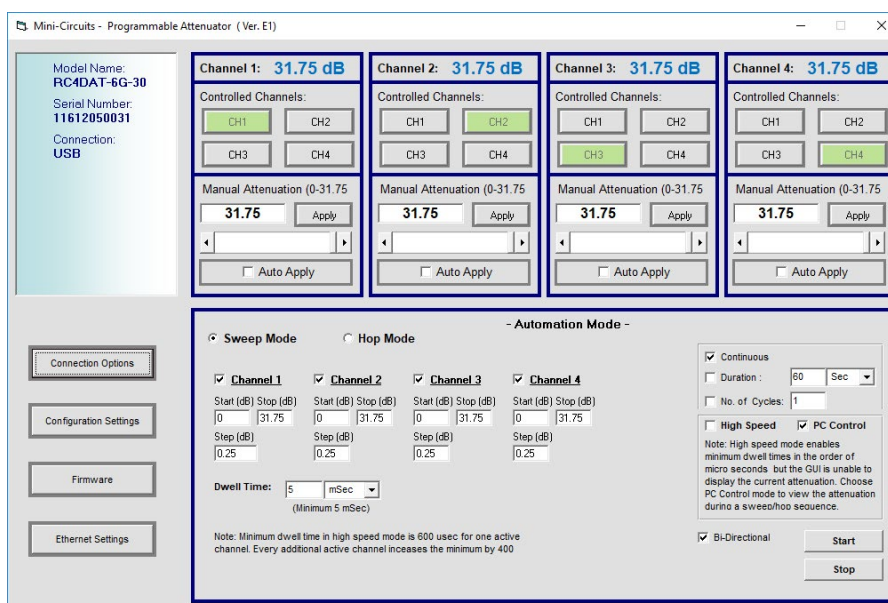 Mini-Circuits - Programmable Attenuator ( Ver. E1)
Model Name:
RC4DAT-6G-30
Serial Number:
11612050031
Connection:
USB
Channel 1: 31.75 dB
Controlled Channels:
CH1 CH2
CH3 CH4
Manual Attenuation (0-31.75
31.75 Apply
Auto Apply
Channel 2: 31.75 dB
Controlled Channels:
CH1 CH2
CH3 CH4
Manual Attenuation (0-31.75
31.75 Apply
Auto Apply
Channel 3: 31.75 dB
Controlled Channels:
CH1 CH2
CH3 CH4
Manual Attenuation (0-31.75
31.75 Apply
Auto Apply
Channel 4: 31.75 dB
Controlled Channels:
CH1 CH2
CH3 CH4
Manual Attenuation (0-31.75
31.75 Apply
Auto Apply
Connection Options
Configuration Settings
Firmware
Ethernet Settings
- Automation Mode -
Sweep Mode Hop Mode
Channel 1 Channel 2 Channel 3 Channel 4
Start (dB) Stop (dB) Start (dB) Stop (dB) Start (dB) Stop (dB) Start (dB) Stop (dB)
0 31.75 0 31.75 0 31.75 0 31.75
Step (dB) Step (dB) Step (dB) Step (dB)
0.25 0.25 0.25 0.25
Dwell Time: 5 mSec
(Minimum 5 mSec)
Note: Minimum dwell time in high speed mode is 600 usec for one active
channel. Every additional active channel inceases the minimum by 400
Continuous
Duration : 60 Sec
No. of Cycles: 1
High Speed PC Control
Note: High speed mode enables
minimum dwell times in the order of
micro seconds but the GUI is unable to
display the current attenuation. Choose
PC Control mode to view the attenuation
during a sweep/hop sequence.
Bi-Directional Start
Stop